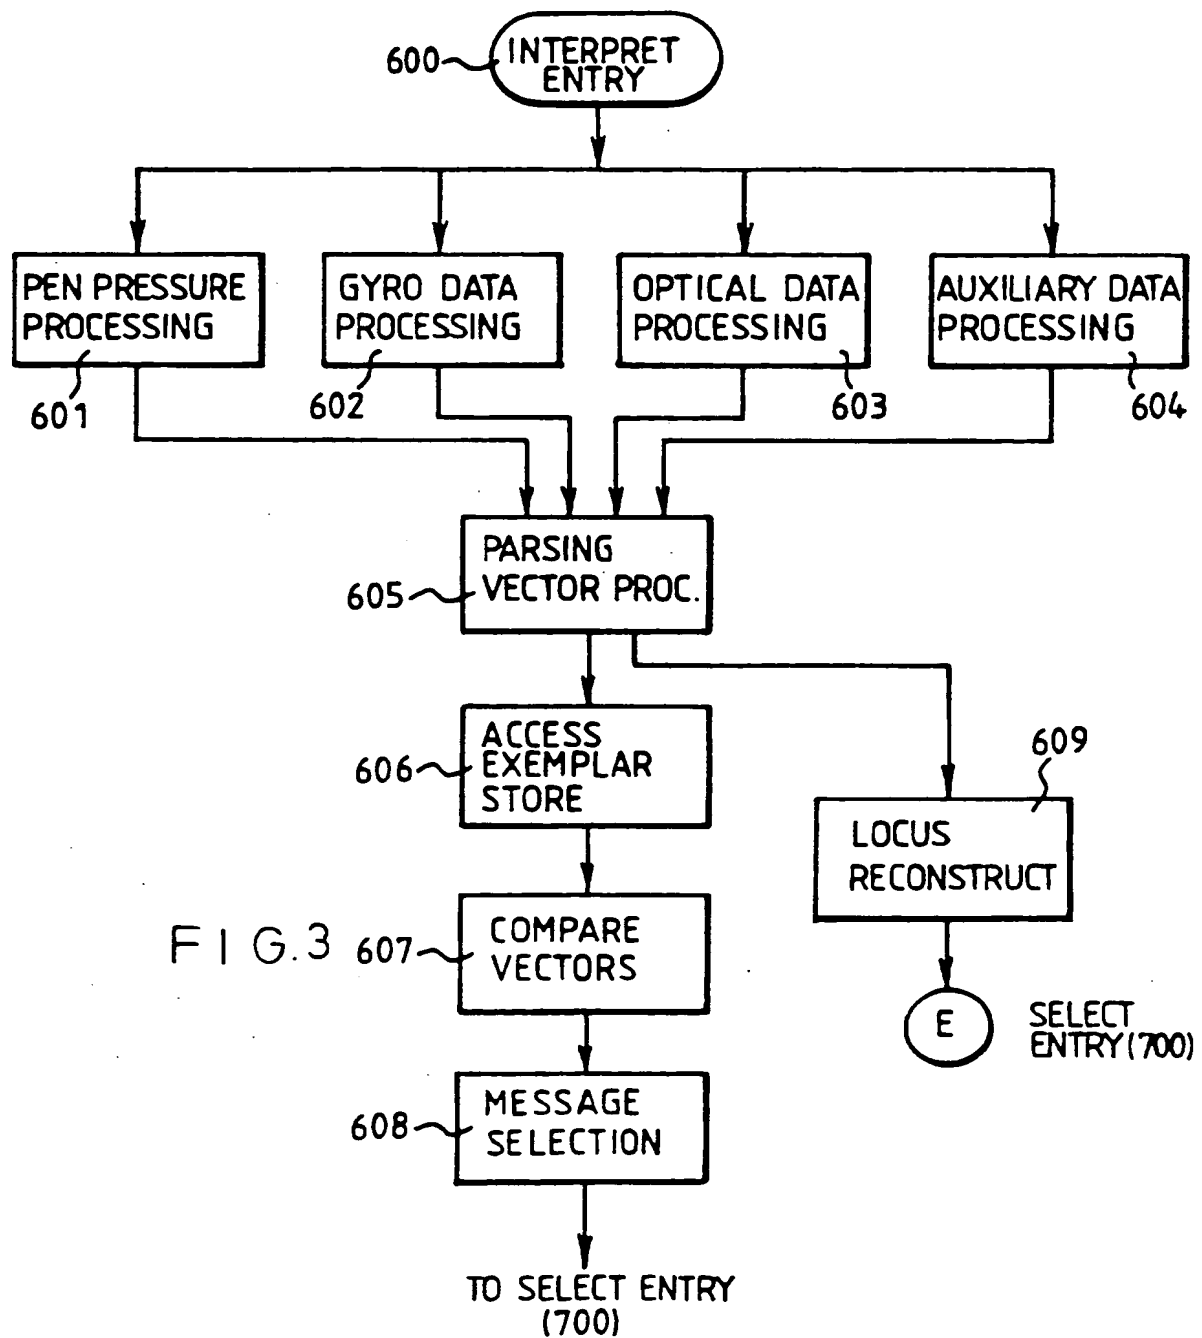 600
INTERPRET
ENTRY
PEN PRESSURE
PROCESSING
601
GYRO DATA
PROCESSING
602
OPTICAL DATA
PROCESSING
603
AUXILIARY DATA
PROCESSING
604
PARSING
VECTOR PROC.
605
ACCESS
EXEMPLAR
STORE
606
609
LOCUS
RECONSTRUCT
FIG.3
607
COMPARE
VECTORS
E
SELECT
ENTRY(700)
608
MESSAGE
SELECTION
TO SELECT ENTRY
(700)